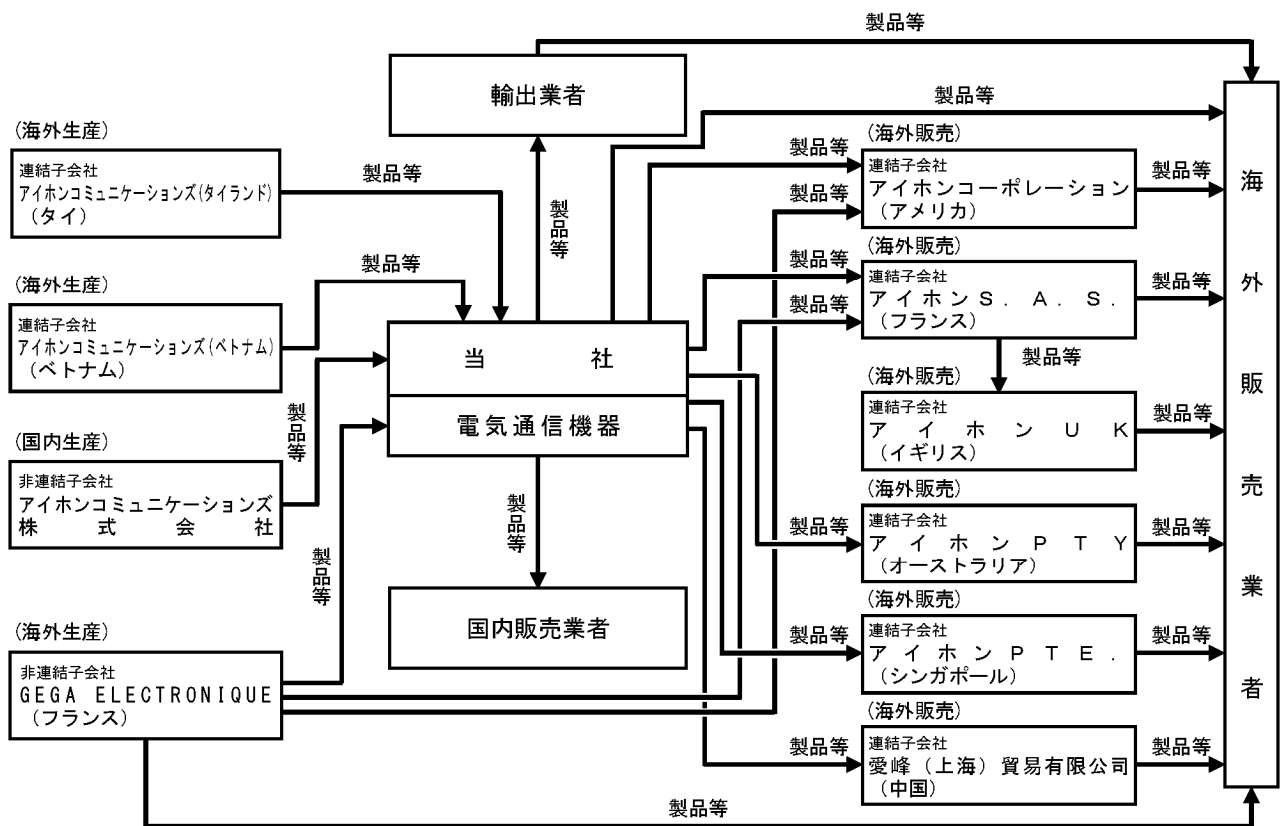 製品等
輸出業者
製品等
(海外生産)
連結子会社
アイホンコミュニケーションズ(タイランド)
(タイ)
製品等
製品等
(海外販売)
製品等
連結子会社
アイホンコーポレーション
(アメリカ)
製品等
製品等
(海外生産)
連結子会社
アイホンコミュニケーションズ(ベトナム)
(ベトナム)
製品等
(海外販売)
製品等
製品等
連結子会社
アイホンS.A.S.
(フランス)
製品等
製品等
当社
電気通信機器
製品等
(国内生産)
非連結子会社
アイホンコミュニケーションズ
株式会社
製品等
(海外販売)
連結子会社
アイホンUK
(イギリス)
製品等
製品等
国内販売業者
(海外販売)
製品等
連結子会社
アイホンPTY
(オーストラリア)
製品等
(海外生産)
非連結子会社
GEGA ELECTRONIQUE
(フランス)
(海外販売)
製品等
連結子会社
アイホンPTE.
(シンガポール)
製品等
(海外販売)
製品等
連結子会社
愛峰(上海)貿易有限公司
(中国)
製品等
製品等
海外販売業者